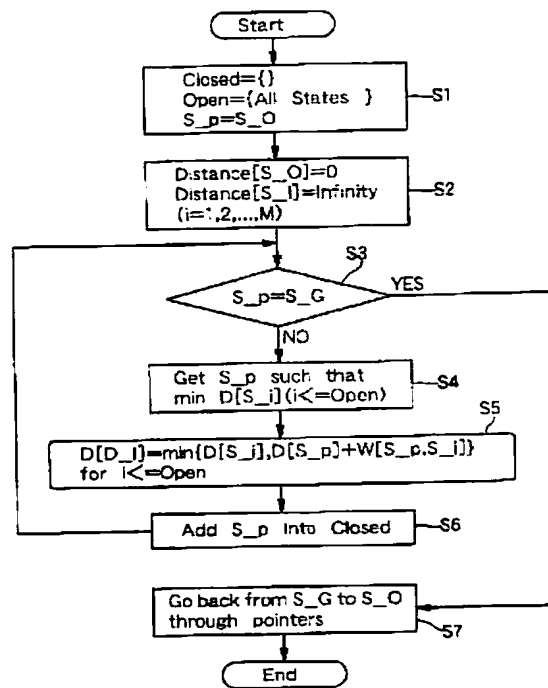 Start
Closed={}
Open={All States }
S_p=S_O
S1
Distance[S_O]=0
Distance[S_I]=Infinity
(i=1,2,...,M)
S2
S3
S_p=S_G
YES
NO
Get S_p such that
min D[S_i](i<=Open)
S4
S5
D[D_I]=min{D[S_i],D[S_p]+W[S_p,S_i]}
for i<=Open
Add S_p Into Closed
S6
Go back from S_G to S_O
through pointers
S7
End